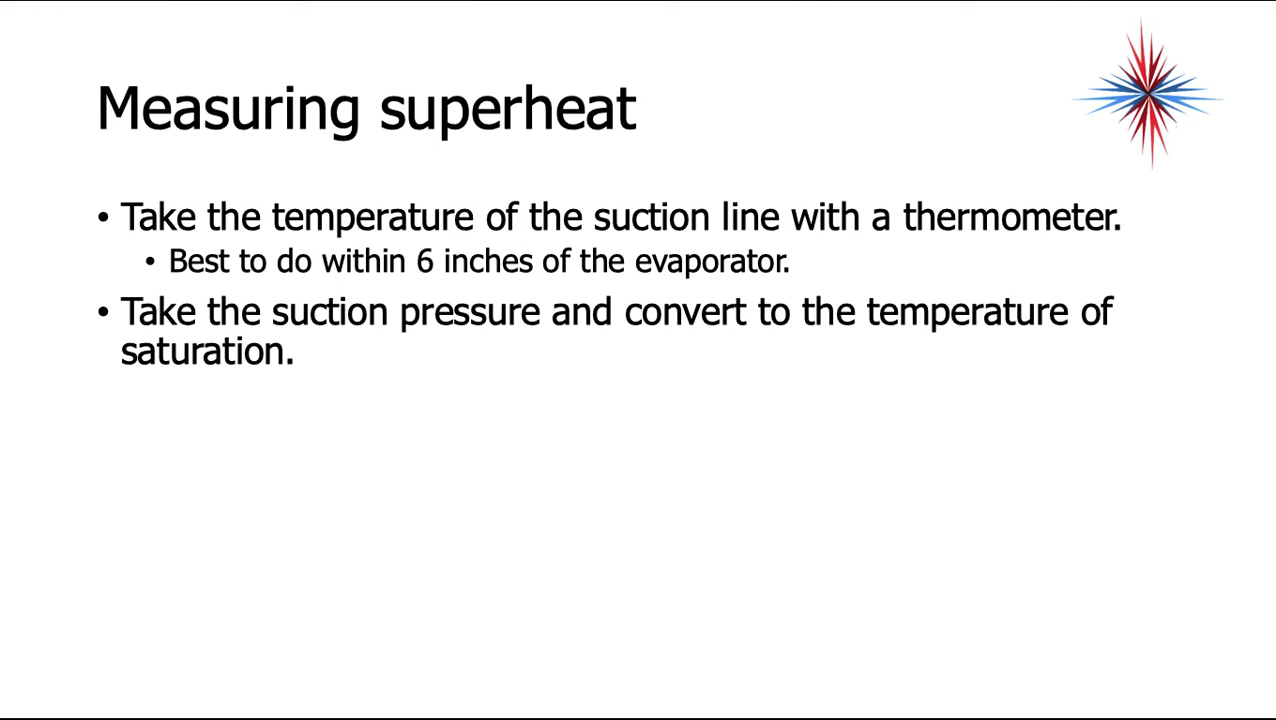 Measuring superheat
• Take the temperature of the suction line with a thermometer.
• Best to do within 6 inches of the evaporator.
• Take the suction pressure and convert to the temperature of
saturation.